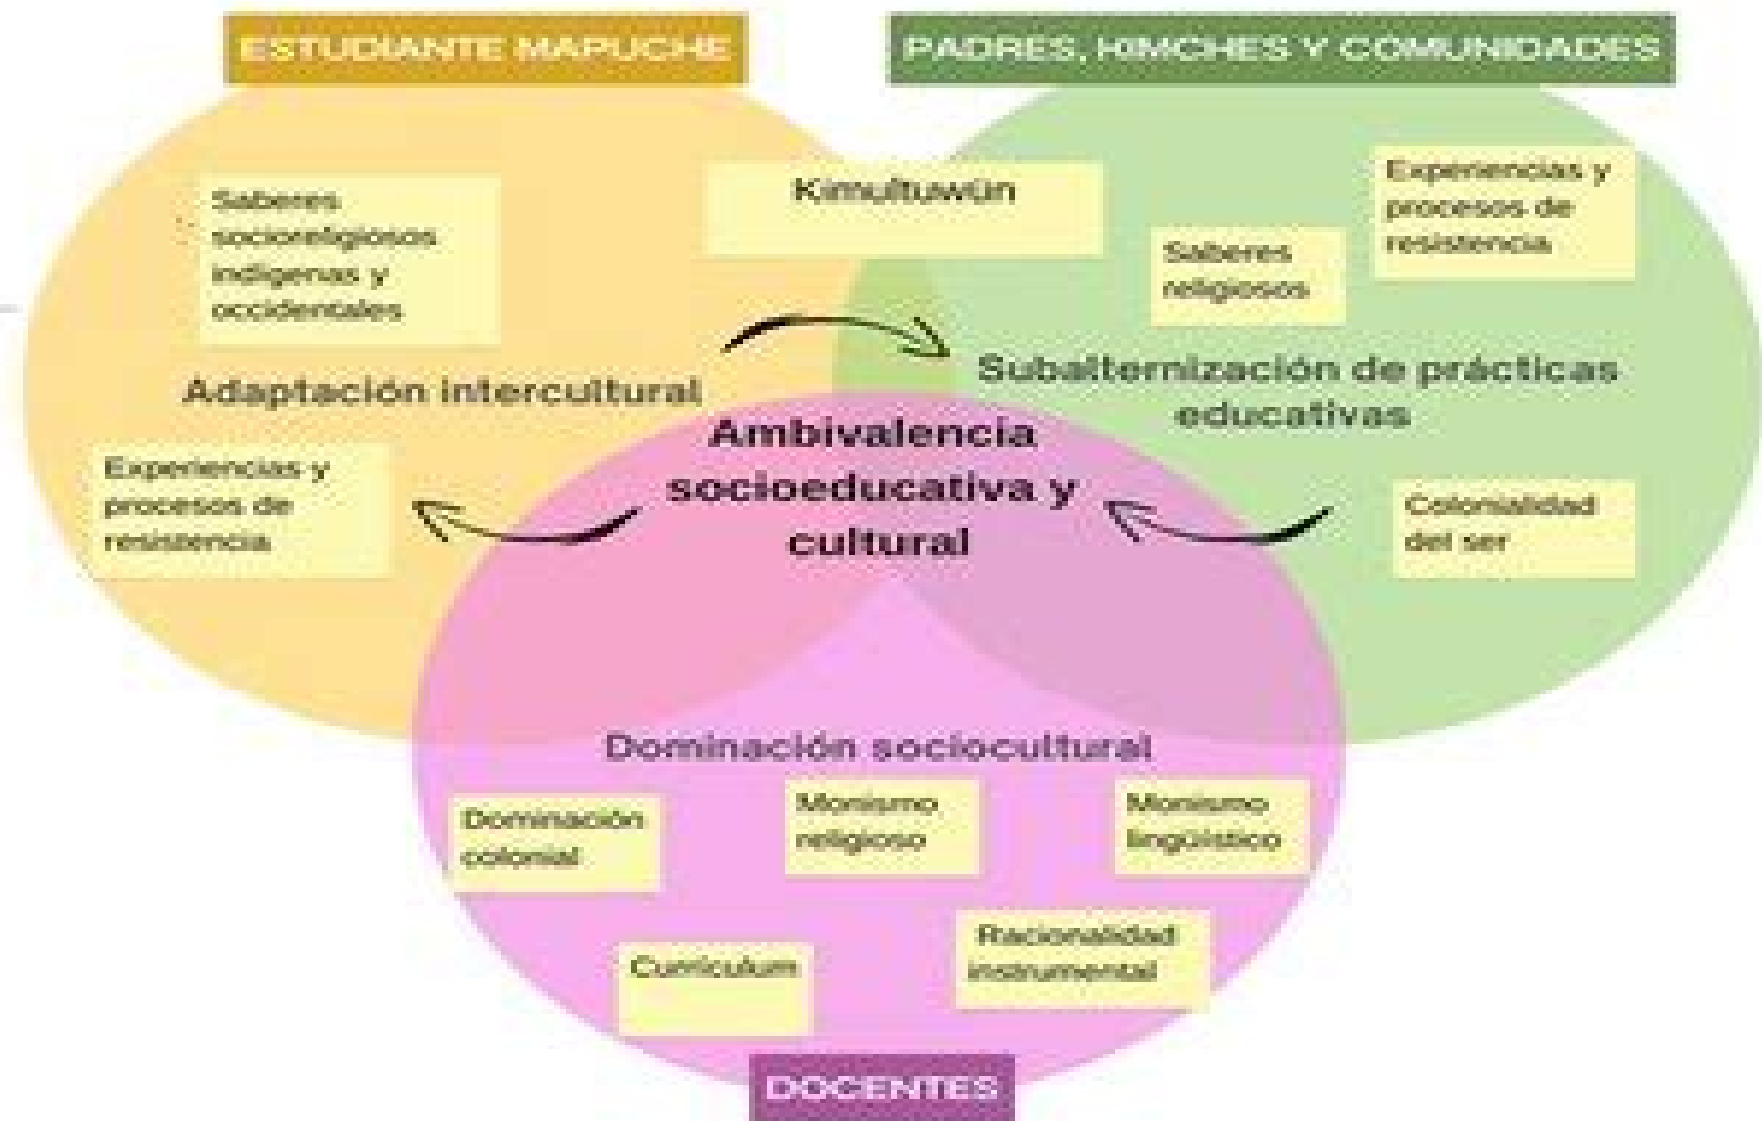 ESTUDIANTE MAPUCHE
PADRES, KIMCHES Y COMUNIDADES
Saberes
socioreligiosos
indígenas y
occidentales
Kimultuwün
Saberes
religiosos
Experiencias y
procesos de
resistencia
Adaptación intercultural
Subalternización de prácticas
educativas
Ambivalencia
socioeducativa y
cultural
Experiencias y
procesos de
resistencia
Colonialidad
del ser
Dominación sociocultural
Dominación
colonial
Monismo
religioso
Monismo
lingüístico
Curriculum
Racionalidad
instrumental
DOCENTES